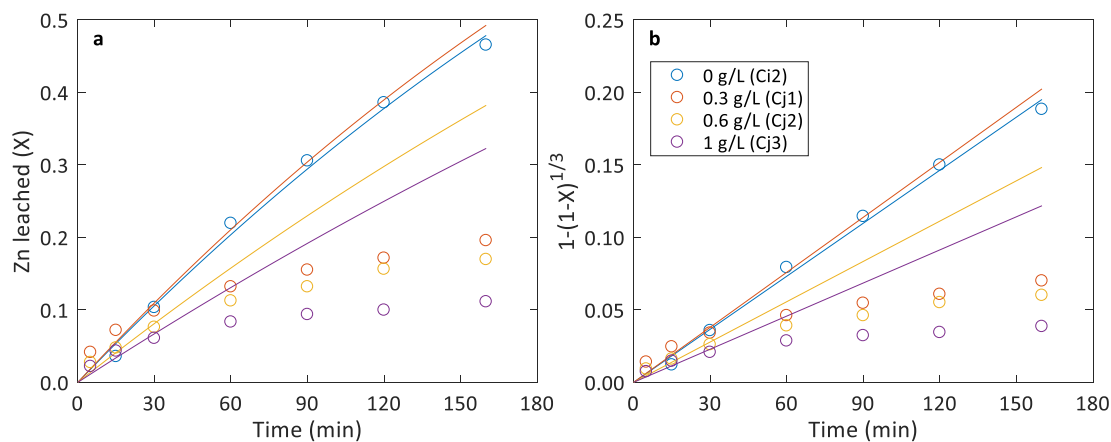 a
Zn leached (X)
0.5
0.4
0.3
0.2
0.1
0
0 30 60 90 120 150 180
Time (min)
b
1-(1-X)^1/3
0.25
0.20
0.15
0.10
0.05
0.00
0 30 60 90 120 150 180
Time (min)
0 g/L (Ci2)
0.3 g/L (Cj1)
0.6 g/L (Cj2)
1 g/L (Cj3)